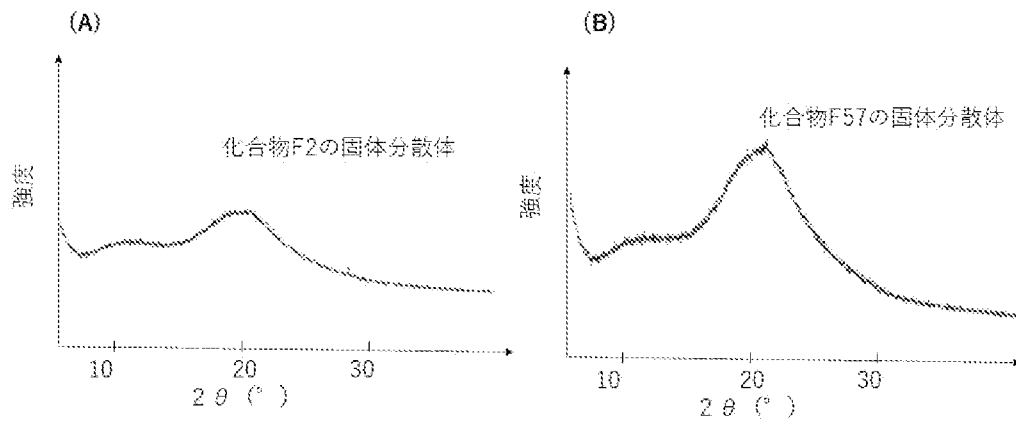 (A)
化合物F2の固体分散体
強度
10 20 30
2θ (°)
(B)
化合物F57の固体分散体
強度
10 20 30
2θ (°)